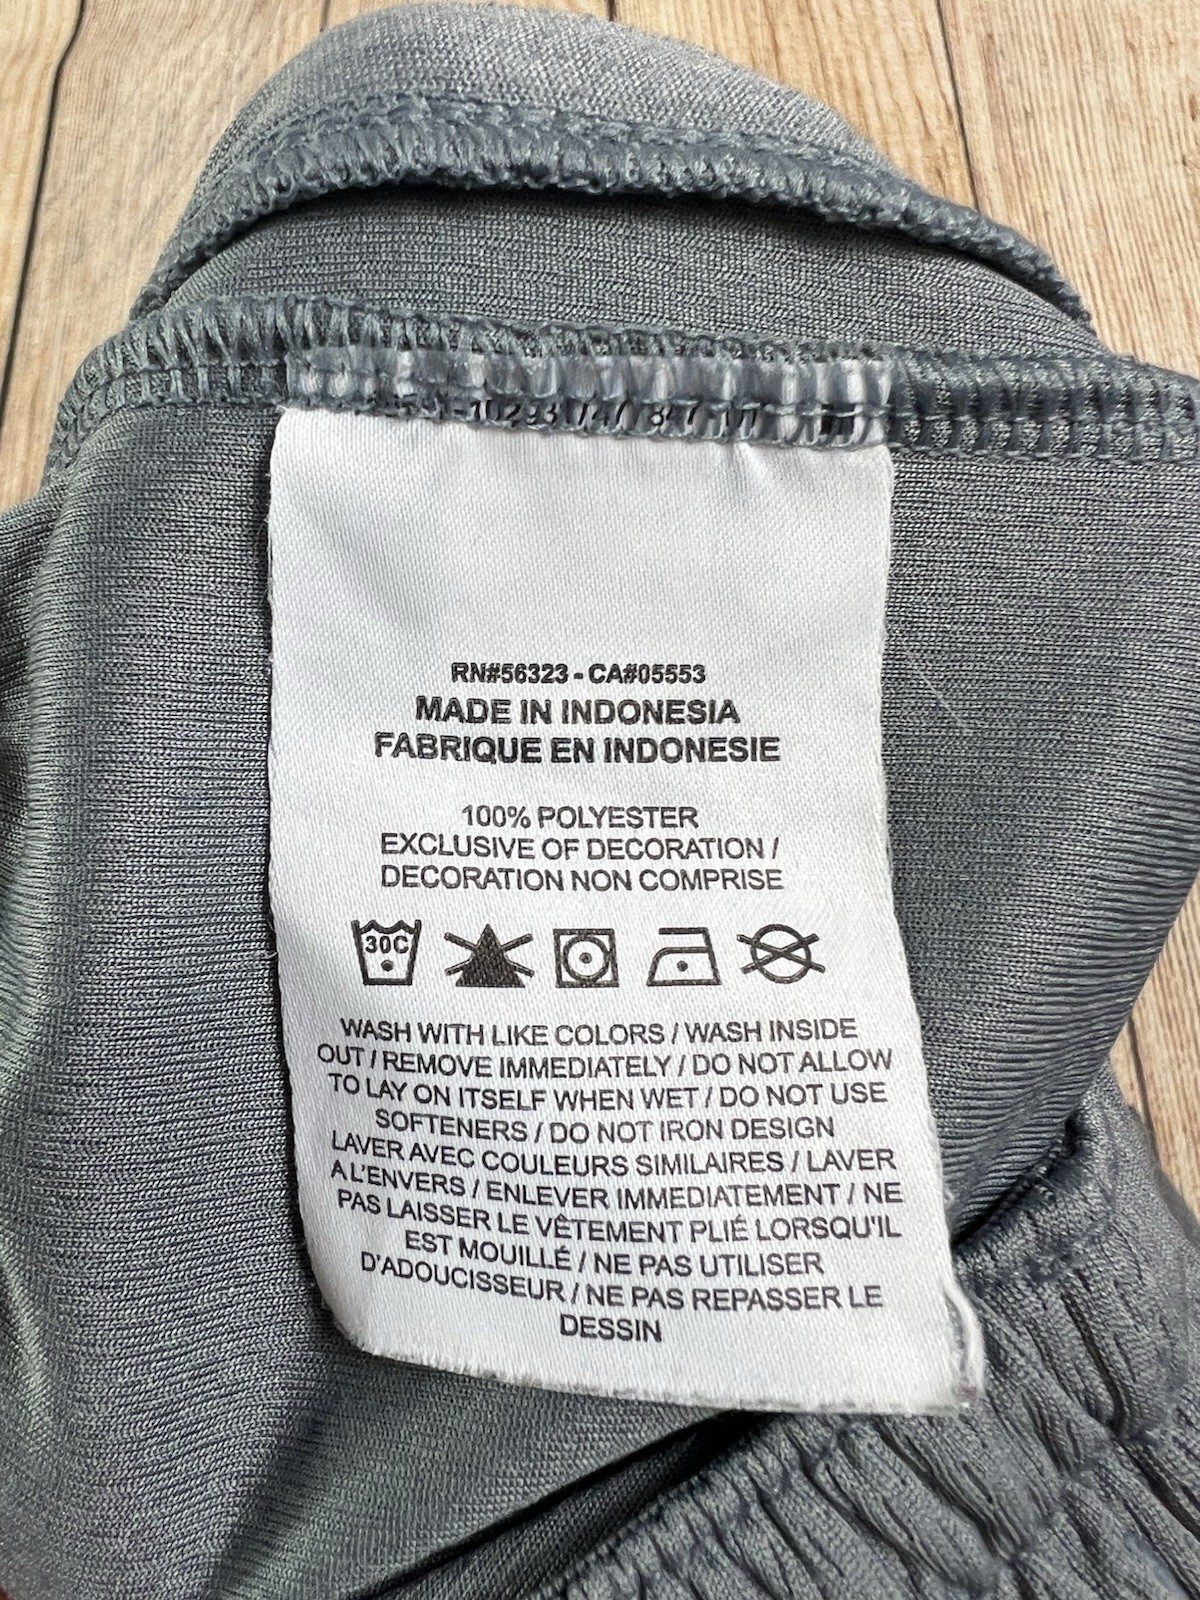 RN#56323 - CA#05553
MADE IN INDONESIA
FABRIQUE EN INDONESIE
100% POLYESTER
EXCLUSIVE OF DECORATION /
DECORATION NON COMPRISE
30C
WASH WITH LIKE COLORS / WASH INSIDE
OUT / REMOVE IMMEDIATELY / DO NOT ALLOW
TO LAY ON ITSELF WHEN WET / DO NOT USE
SOFTENERS / DO NOT IRON DESIGN
LAVER AVEC COULEURS SIMILAIRES / LAVER
A L'ENVERS / ENLEVER IMMEDIATEMENT / NE
PAS LAISSER LE VÊTEMENT PLIÉ LORSQU'IL
EST MOUILLÉ / NE PAS UTILISER
D'ADOUCISSEUR / NE PAS REPASSER LE
DESSIN